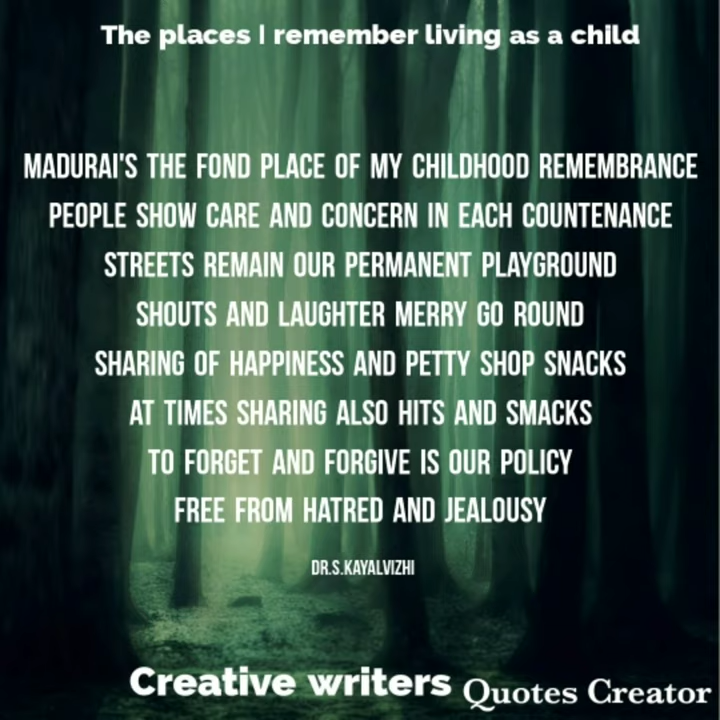 The places I remember living as a child
MADURAI'S THE FOND PLACE OF MY CHILDHOOD REMEMBRANCE
PEOPLE SHOW CARE AND CONCERN IN EACH COUNTENANCE
STREETS REMAIN OUR PERMANENT PLAYGROUND
SHOUTS AND LAUGHTER MERRY GO ROUND
SHARING OF HAPPINESS AND PETTY SHOP SNACKS
AT TIMES SHARING ALSO HITS AND SMACKS
TO FORGET AND FORGIVE IS OUR POLICY
FREE FROM HATRED AND JEALOUSY
DR.S.KAYALVIZHI
Creative writers Quotes Creator